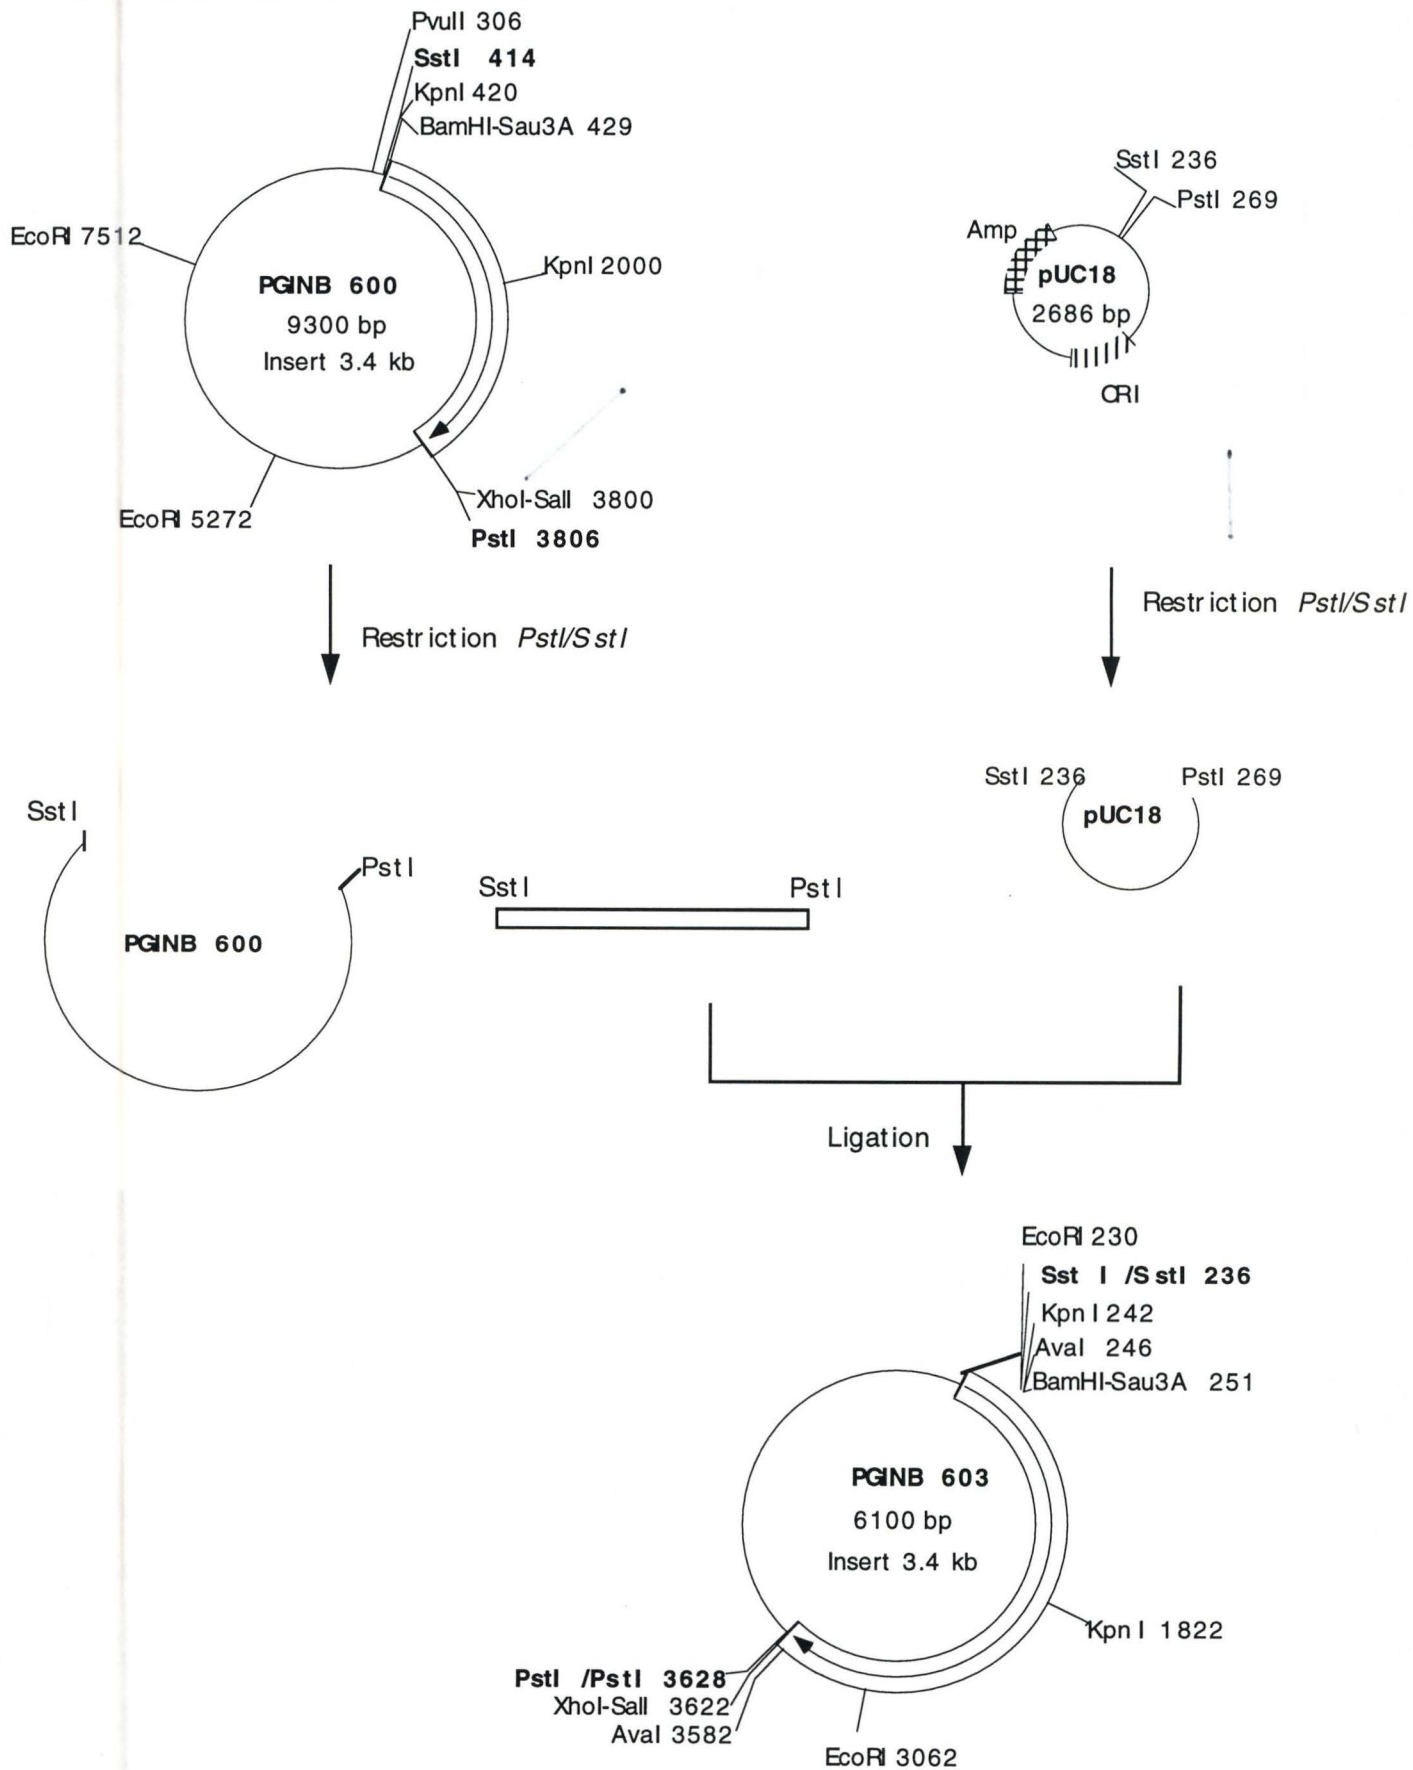 PvuII 306
SstI 414
KpnI 420
BamHI-Sau3A 429
EcoRI 7512
PGINB 600
9300 bp
Insert 3.4 kb
KpnI 2000
EcoRI 5272
XhoI-SalI 3800
PstI 3806
SstI 236
PstI 269
Amp
pUC18
2686 bp
ORI
Restriction PstI/SstI
Restriction PstI/SstI
SstI
PstI
PGINB 600
SstI
PstI
SstI 236
PstI 269
pUC18
Ligation
EcoRI 230
Sst I /SstI 236
Kpn I 242
AvaI 246
BamHI-Sau3A 251
PGINB 603
6100 bp
Insert 3.4 kb
Kpn I 1822
PstI /PstI 3628
XhoI-SalI 3622
AvaI 3582
EcoRI 3062